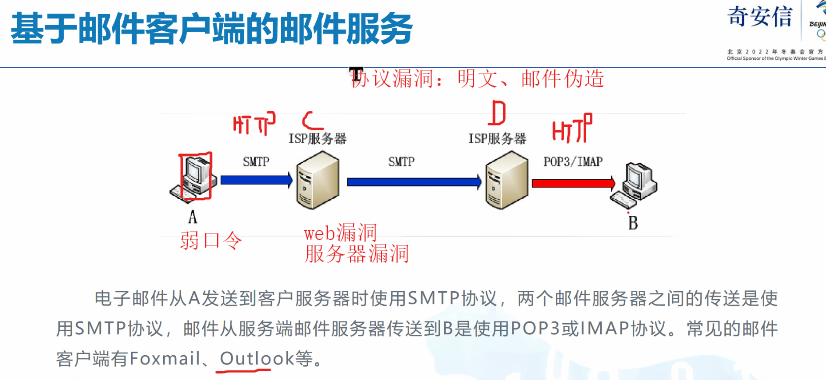 基于邮件客户端的邮件服务
奇安信
BEIJING
北京2022年冬奥会官方
Official Sponsor of the Olympic Winter Games
T
协议漏洞：明文、邮件伪造
HTTP C D HTTP
ISP服务器 ISP服务器
SMTP SMTP POP3/IMAP
A B
弱口令 web漏洞
服务器漏洞
电子邮件从A发送到客户服务器时使用SMTP协议，两个邮件服务器之间的传送是使
用SMTP协议，邮件从服务端邮件服务器传送到B是使用POP3或IMAP协议。常见的邮件
客户端有Foxmail、Outlook等。